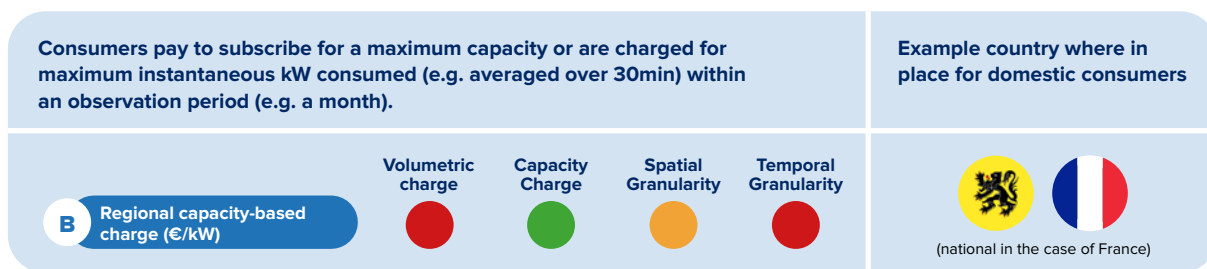 Consumers pay to subscribe for a maximum capacity or are charged for
maximum instantaneous kW consumed (e.g. averaged over 30min) within
an observation period (e.g. a month).
Example country where in
place for domestic consumers
Volumetric
charge
Capacity
Charge
Spatial
Granularity
Temporal
Granularity
B
Regional capacity-based
charge (€/kW)
(national in the case of France)